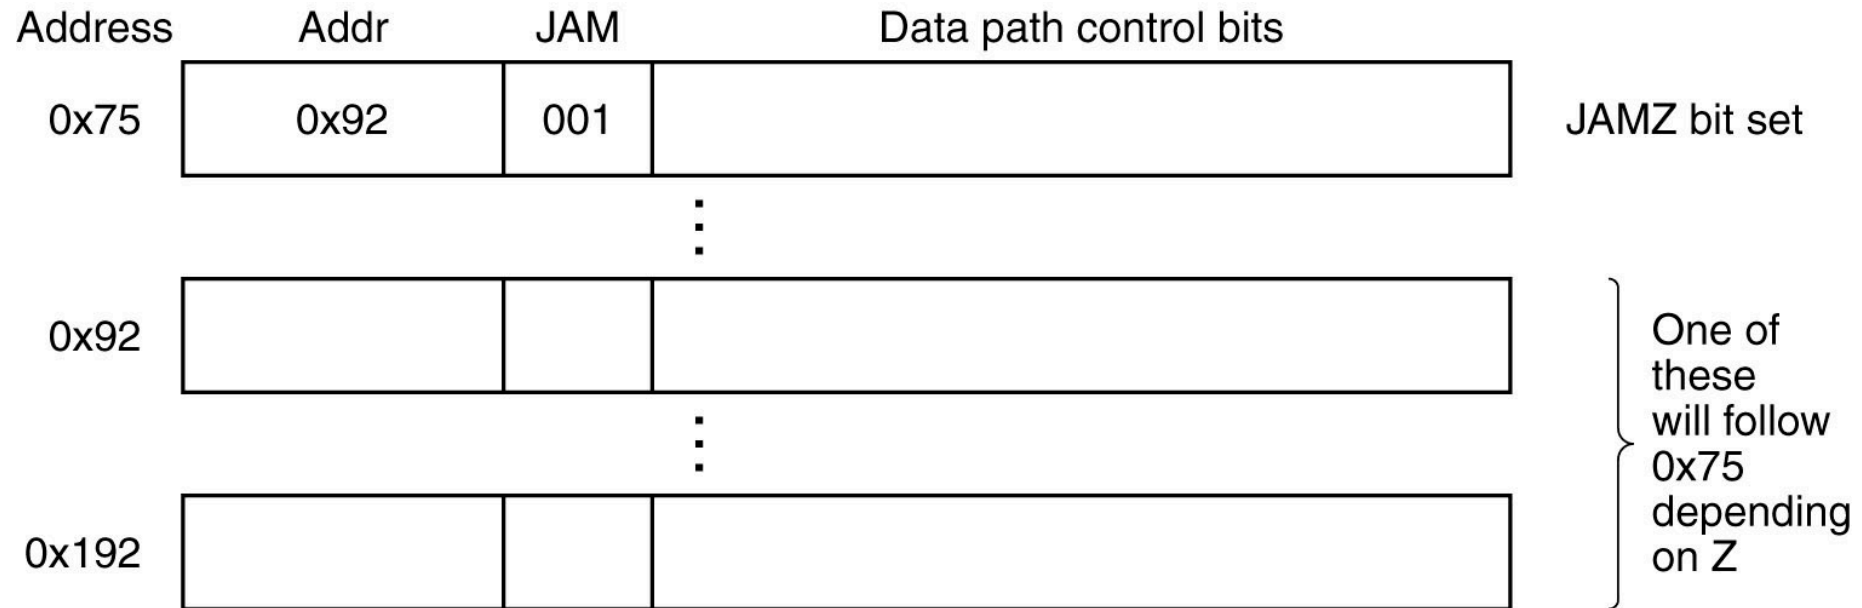 Address Addr JAM Data path control bits
0x75 0x92 001 JAMZ bit set
0x92
One of
these
will follow
0x75
depending
on Z
0x192